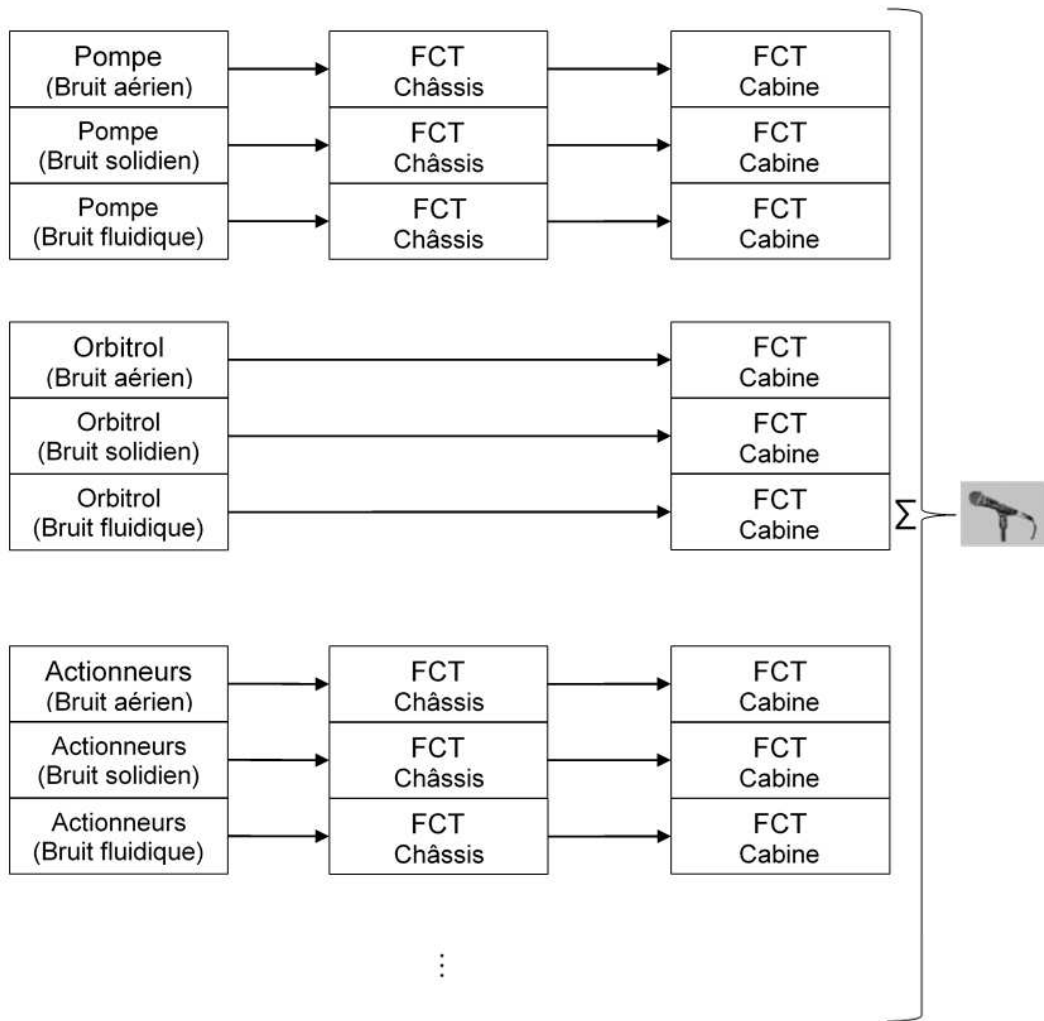 Pompe
(Bruit aérien)
FCT
Châssis
FCT
Cabine
Pompe
(Bruit solidien)
FCT
Châssis
FCT
Cabine
Pompe
(Bruit fluidique)
FCT
Châssis
FCT
Cabine
Orbitrol
(Bruit aérien)
FCT
Cabine
Orbitrol
(Bruit solidien)
FCT
Cabine
Orbitrol
(Bruit fluidique)
FCT
Cabine
Σ
Actionneurs
(Bruit aérien)
FCT
Châssis
FCT
Cabine
Actionneurs
(Bruit solidien)
FCT
Châssis
FCT
Cabine
Actionneurs
(Bruit fluidique)
FCT
Châssis
FCT
Cabine
⋮